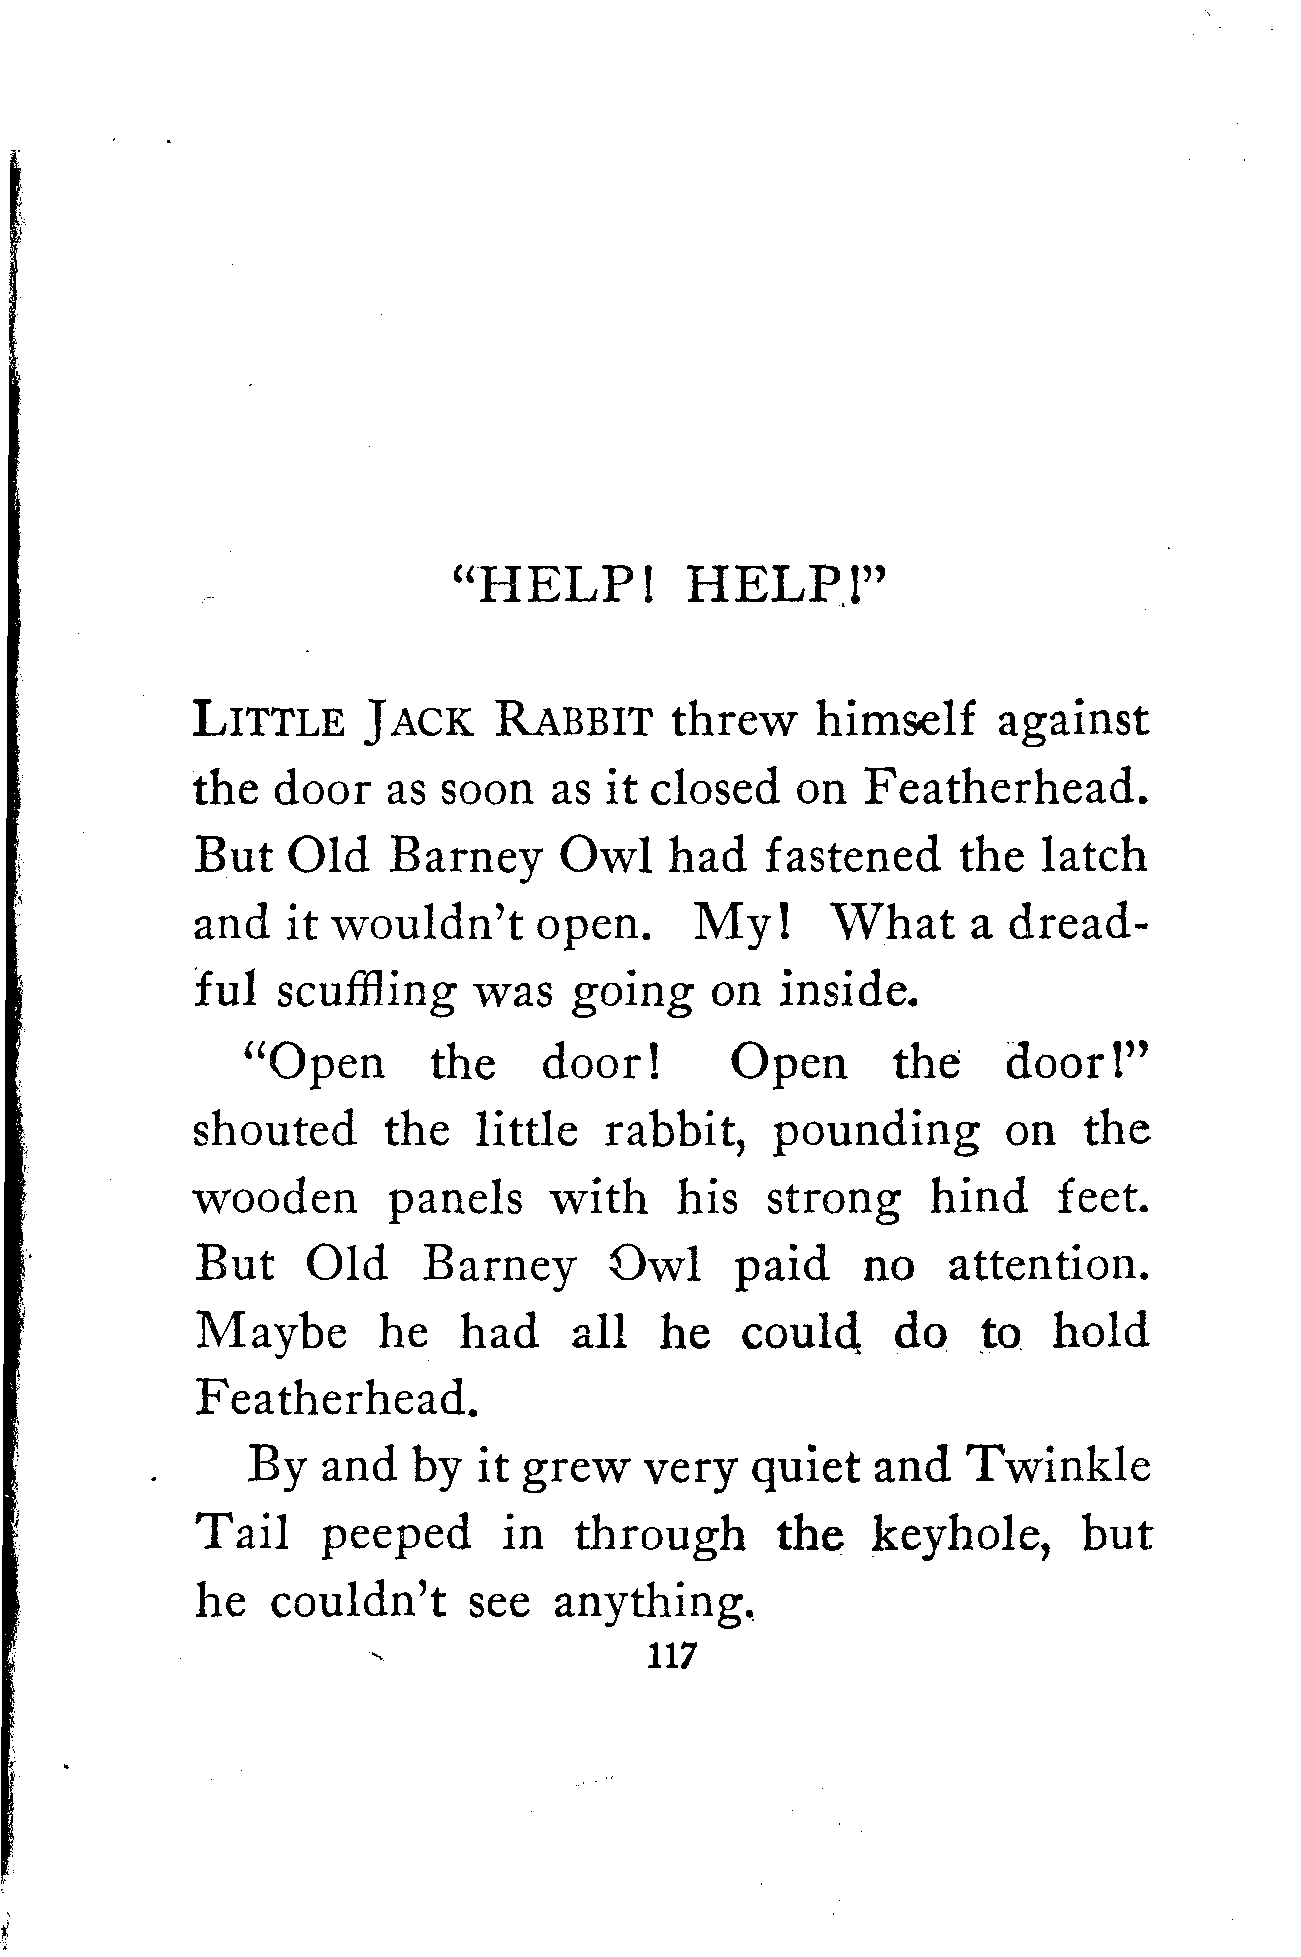 “HELP! HELP!”
LITTLE JACK RABBIT threw himself against
the door as soon as it closed on Featherhead.
But Old Barney Owl had fastened the latch
and it wouldn’t open. My! What a dread-
ful scuffling was going on inside.
“Open the door! Open the door!”
shouted the little rabbit, pounding on the
wooden panels with his strong hind feet.
But Old Barney Owl paid no attention.
Maybe he had all he could do to hold
Featherhead.
By and by it grew very quiet and Twinkle
Tail peeped in through the keyhole, but
he couldn’t see anything.
117